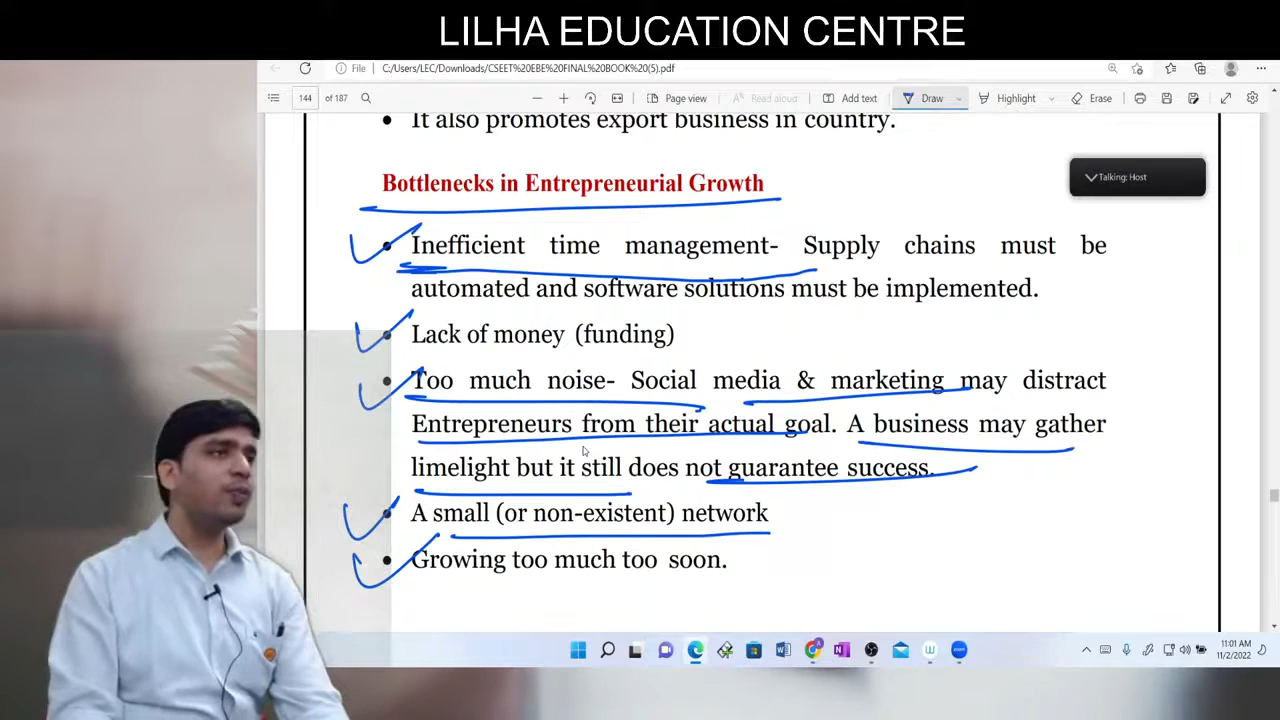 LILHA EDUCATION CENTRE
File C:/Users/LEC/Downloads/CSEET%20EBE%20FINAL%20BOOK%20(5).pdf
144 of 187 Page view Read aloud Add text Draw Highlight Erase
• It also promotes export business in country.
Talking: Host
Bottlenecks in Entrepreneurial Growth
• Inefficient time management- Supply chains must be
automated and software solutions must be implemented.
• Lack of money (funding)
• Too much noise- Social media & marketing may distract
Entrepreneurs from their actual goal. A business may gather
limelight but it still does not guarantee success.
• A small (or non-existent) network
• Growing too much too soon.
11:01 AM
11/2/2022